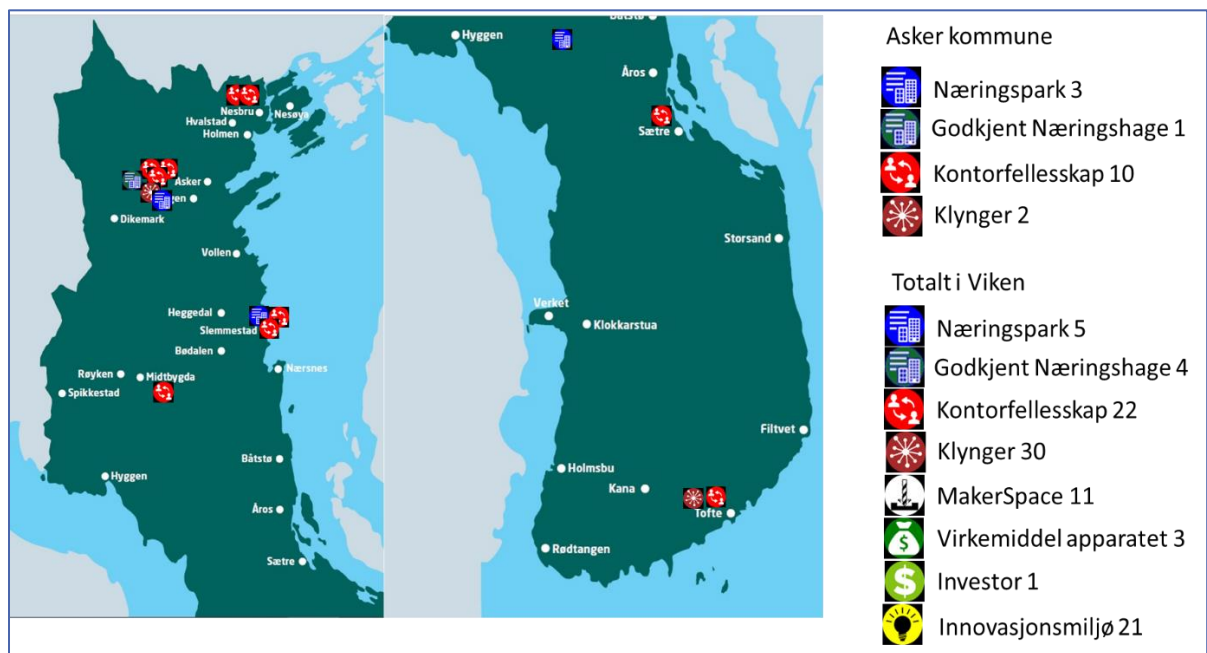 Nesbru
Nesøya
Hvalstad
Holmen
Asker
gen
Dikemark
Vollen
Heggedal
Slemmestad
Bødalen
Nærsnes
Røyken
Midtbygda
Spikkestad
Båtstø
Hyggen
Åros
Sætre
Båtstø
Hyggen
Åros
Sætre
Storsand
Verket
Klokkarstua
Filtvet
Holmsbu
Kana
Tofte
Rødtangen
Asker kommune
Næringspark 3
Godkjent Næringshage 1
Kontorfellesskap 10
Klynger 2
Totalt i Viken
Næringspark 5
Godkjent Næringshage 4
Kontorfellesskap 22
Klynger 30
MakerSpace 11
Virkemiddel apparatet 3
Investor 1
Innovasjonsmiljø 21